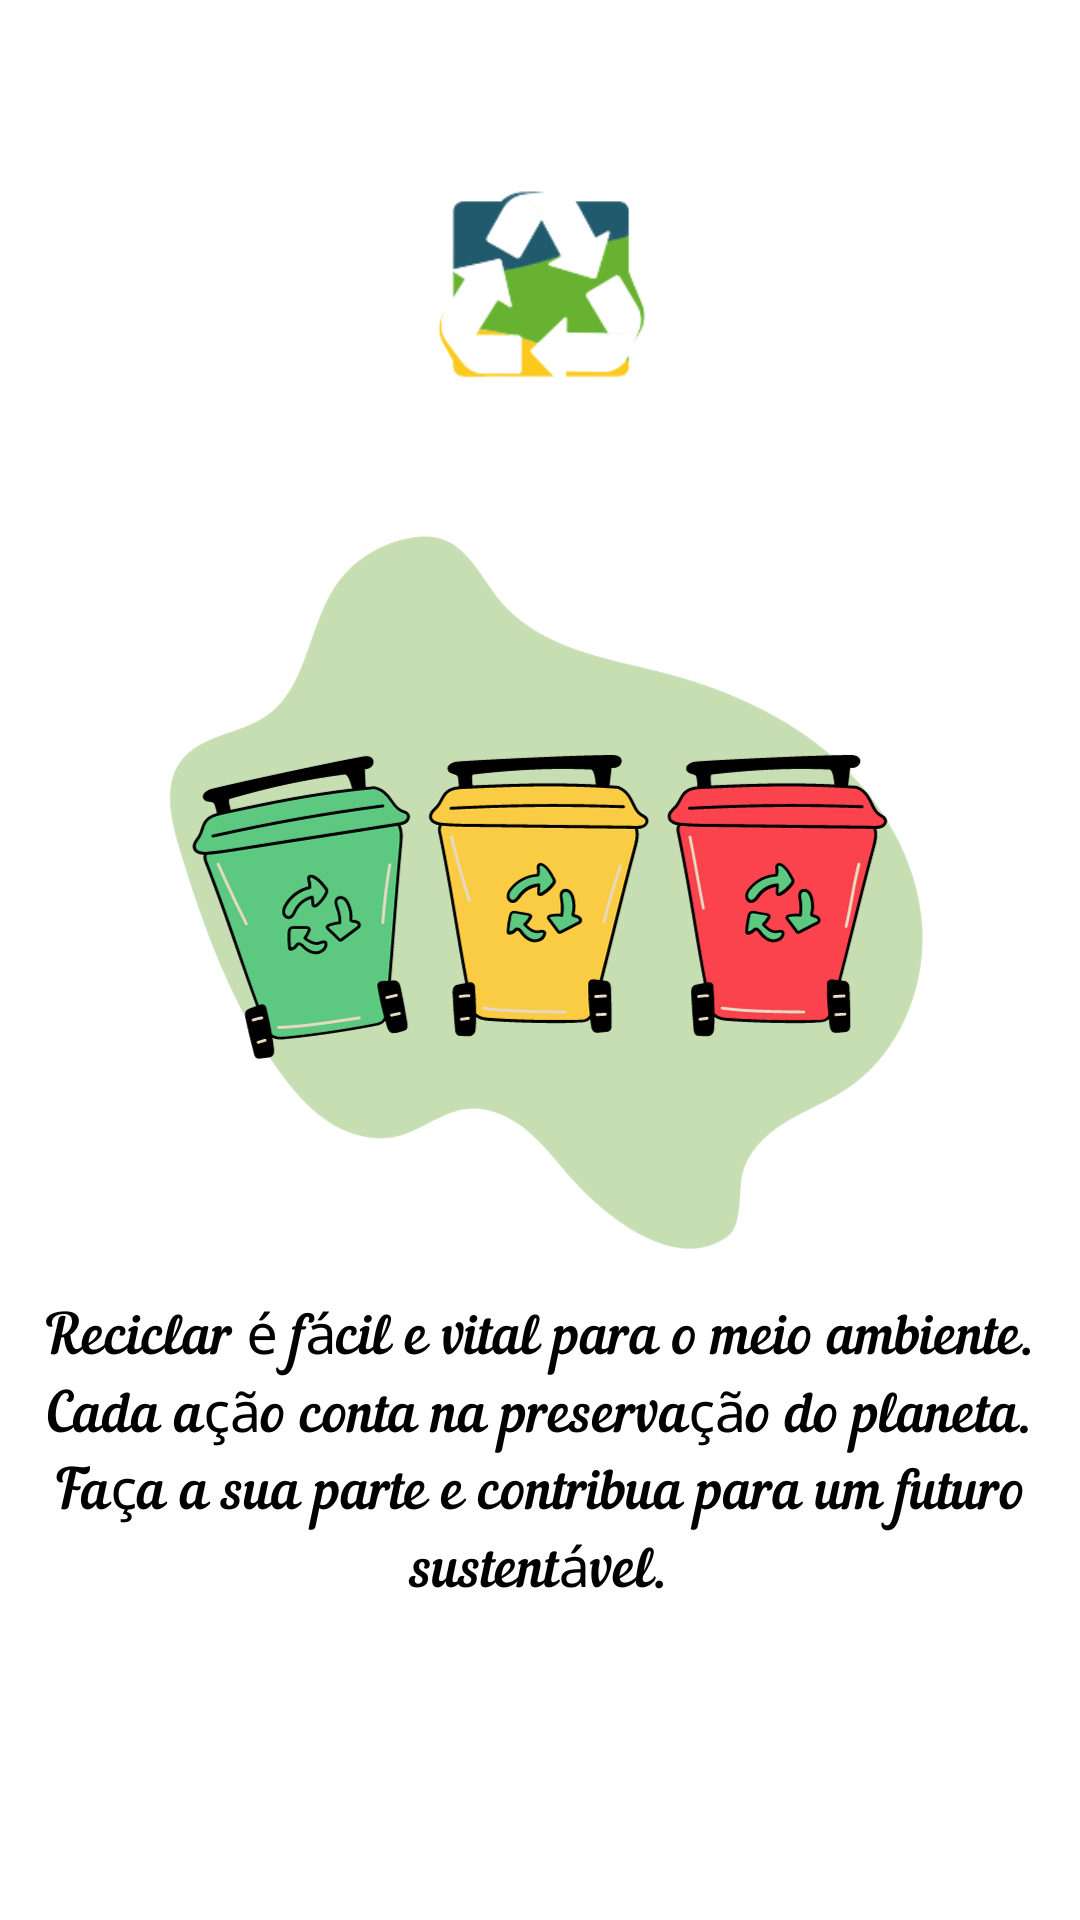 Reciclar é fácil e vital para o meio ambiente.
Cada ação conta na preservação do planeta.
Faça a sua parte e contribua para um futuro
sustentável.